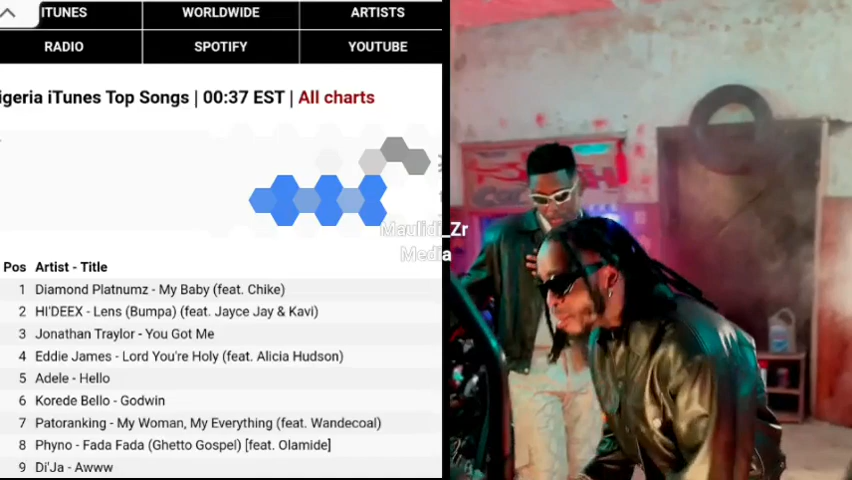 ITUNES WORLDWIDE ARTISTS
RADIO SPOTIFY YOUTUBE
igeria iTunes Top Songs | 00:37 EST | All charts
Maulidi_Zr
Media
Pos Artist - Title
1 Diamond Platnumz - My Baby (feat. Chike)
2 HI'DEEX - Lens (Bumpa) (feat. Jayce Jay & Kavi)
3 Jonathan Traylor - You Got Me
4 Eddie James - Lord You're Holy (feat. Alicia Hudson)
5 Adele - Hello
6 Korede Bello - Godwin
7 Patoranking - My Woman, My Everything (feat. Wandecoal)
8 Phyno - Fada Fada (Ghetto Gospel) [feat. Olamide]
9 Di'Ja - Awww